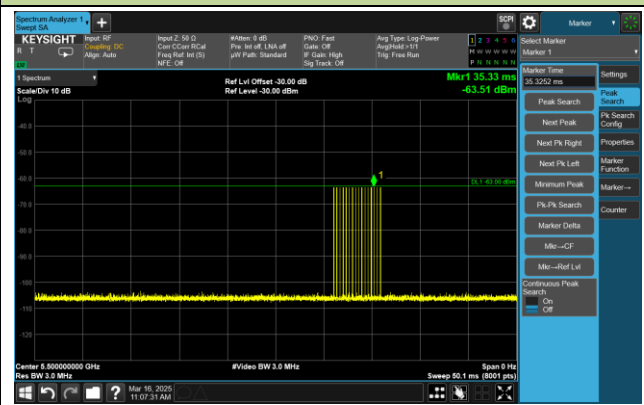 Spectrum Analyzer 1
Swept SA
+
SCPI
Marker
KEYSIGHT
R T
Input: RF
Coupling: DC
Align: Auto
Input Z: 50 Ω
Corr CCorr RCal
Freq Ref: Int (S)
NFE: Off
#Atten: 0 dB
Pre: Int off, LNA off
µW Path: Standard
PNO: Fast
Gate: Off
IF Gain: High
Sig Track: Off
Avg Type: Log-Power
Avg|Hold:>1/1
Trig: Free Run
1 2 3 4 5 6
M W W W W W
P N N N N N
Select Marker
Marker 1
1 Spectrum
Scale/Div 10 dB
Log
Ref Lvl Offset -30.00 dB
Ref Level -30.00 dBm
Mkr1 35.33 ms
-63.51 dBm
-40.0
-50.0
-60.0
-70.0
-80.0
-90.0
-100
-110
-120
1
DL1 -63.00 dBm
Center 5.500000000 GHz
Res BW 3.0 MHz
#Video BW 3.0 MHz
Span 0 Hz
Sweep 50.1 ms (8001 pts)
Marker Time
35.3252 ms
Peak Search
Next Peak
Next Pk Right
Next Pk Left
Minimum Peak
Pk-Pk Search
Marker Delta
Mkr→CF
Mkr→Ref Lvl
Continuous Peak
Search
On
Off
Settings
Peak
Search
Pk Search
Config
Properties
Marker
Function
Marker→
Counter
?
Mar 16, 2025
11:07:31 AM